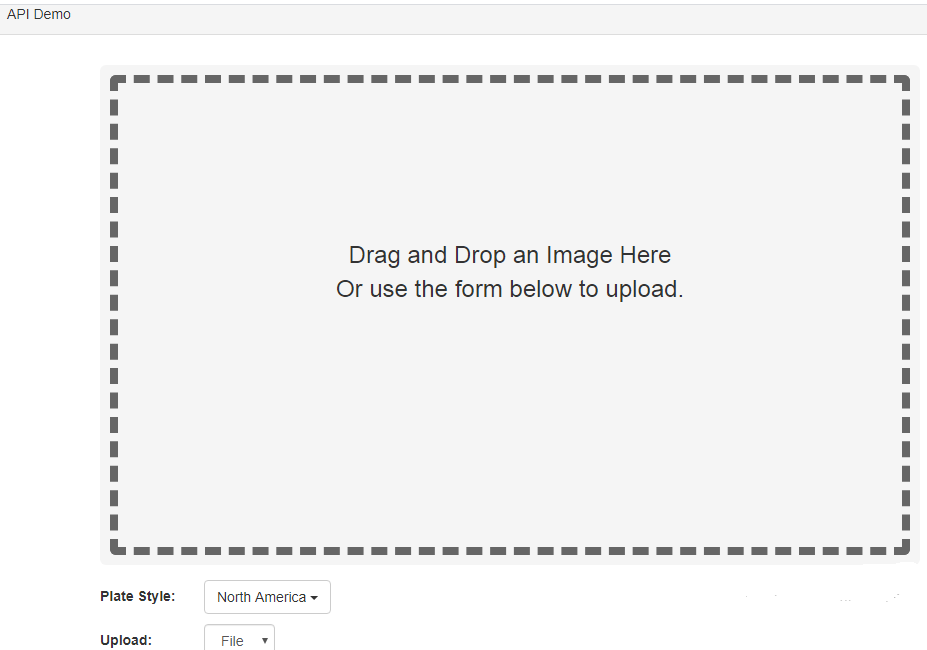 API Demo
Drag and Drop an Image Here
Or use the form below to upload.
Plate Style: North America
Upload: File